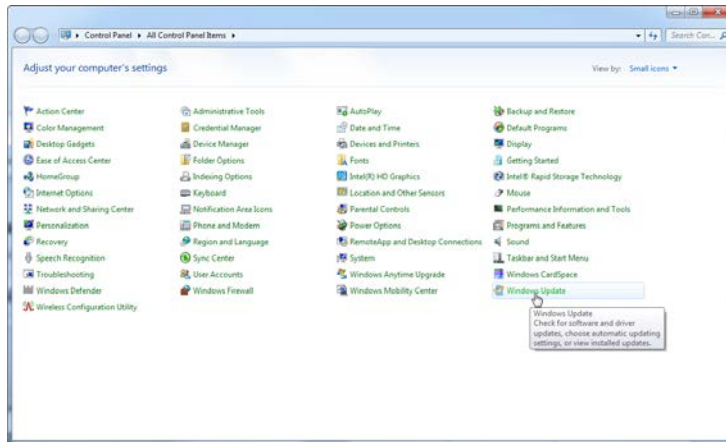 Control Panel ▸ All Control Panel Items ▸
Search Con...
Adjust your computer's settings
View by: Small icons
Action Center
Administrative Tools
AutoPlay
Backup and Restore
Color Management
Credential Manager
Date and Time
Default Programs
Desktop Gadgets
Device Manager
Devices and Printers
Display
Ease of Access Center
Folder Options
Fonts
Getting Started
HomeGroup
Indexing Options
Intel(R) HD Graphics
Intel® Rapid Storage Technology
Internet Options
Keyboard
Location and Other Sensors
Mouse
Network and Sharing Center
Notification Area Icons
Parental Controls
Performance Information and Tools
Personalization
Phone and Modem
Power Options
Programs and Features
Recovery
Region and Language
RemoteApp and Desktop Connections
Sound
Speech Recognition
Sync Center
System
Taskbar and Start Menu
Troubleshooting
User Accounts
Windows Anytime Upgrade
Windows CardSpace
Windows Defender
Windows Firewall
Windows Mobility Center
Windows Update
Wireless Configuration Utility
Windows Update
Check for software and driver
updates, choose automatic updating
settings, or view installed updates.